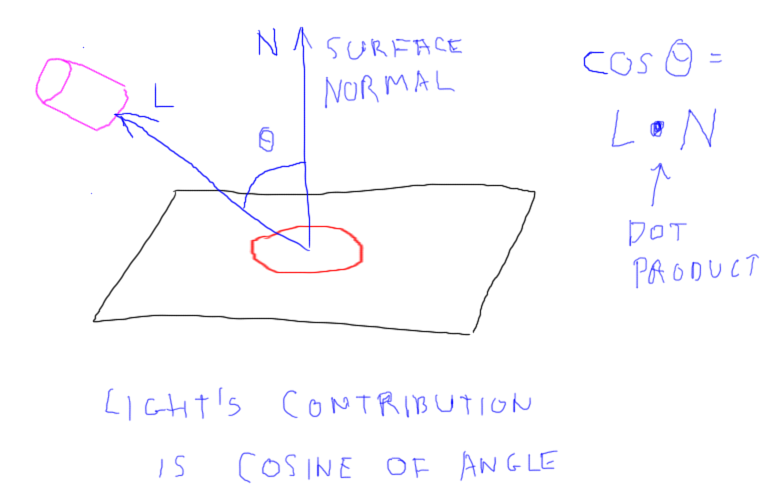 N SURFACE
NORMAL
L
θ
COS θ =
L • N
DOT
PRODUCT
LIGHT'S CONTRIBUTION
IS COSINE OF ANGLE